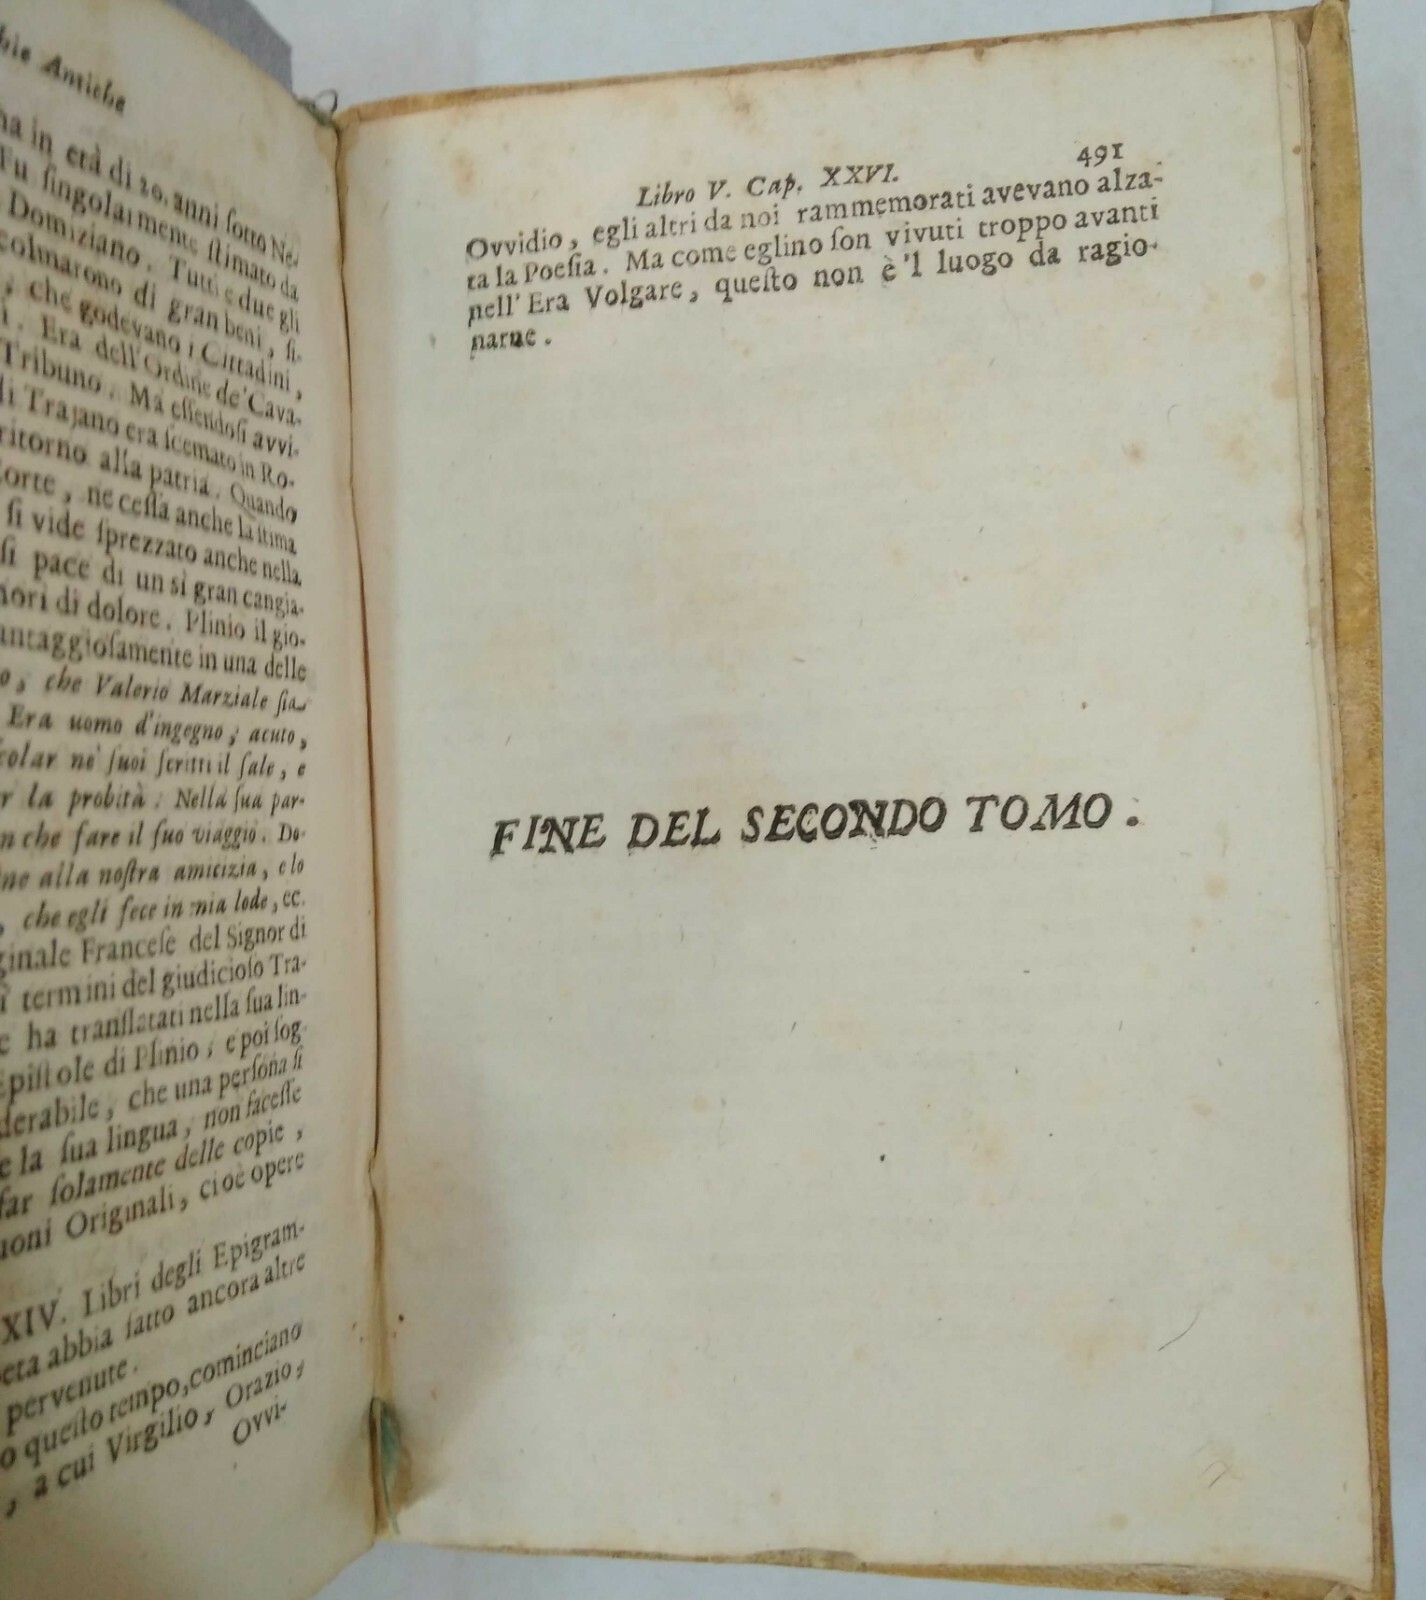 bie Antiche
na in età di 20. anni ſotto Ne-
Fu ſingolarmente ſtimato da
Domiziano. Tutti e due gli
colmarono di gran beni, ſi-
, che godevano i Cittadini,
i. Era dell'Ordine de' Cava-
Tribuno. Ma eſſendoſi avvi-
di Trajano era ſcemato in Ro-
ritorno alla patria. Quando
Corte, ne ceſſa anche la ſtima
ſi vide ſprezzato anche nella
ſi pace di un sì gran cangia-
mori di dolore. Plinio il gio-
antaggioſamente in una delle
o, che Valerio Marziale ſia
Era uomo d'ingegno, acuto,
colar ne' ſuoi ſcritti il ſale, e
r la probità. Nella ſua par-
n che fare il ſuo viaggio. Do-
ne alla noſtra amicizia, e lo
, che egli fece in mia lode, ec.
ginale Franceſe del Signor di
i termini del giudicioſo Tra-
e ha tranſlatati nella ſua lin-
Epiſtole di Plinio, e poi ſog-
derabile, che una perſona ſi
e la ſua lingua, non faceſſe
far ſolamente delle copie,
uoni Originali, cioè opere
XIV. Libri degli Epigram-
eta abbia fatto ancora altre
pervenute.
o queſto tempo, cominciano
, a cui Virgilio, Orazio,
Ovvi-
Libro V. Cap. XXVI. 491
Ovvidio, egli altri da noi rammemorati avevano alza-
ta la Poeſia. Ma come eglino ſon vivuti troppo avanti
nell' Era Volgare, queſto non è 'l luogo da ragio-
narne.
FINE DEL SECONDO TOMO.